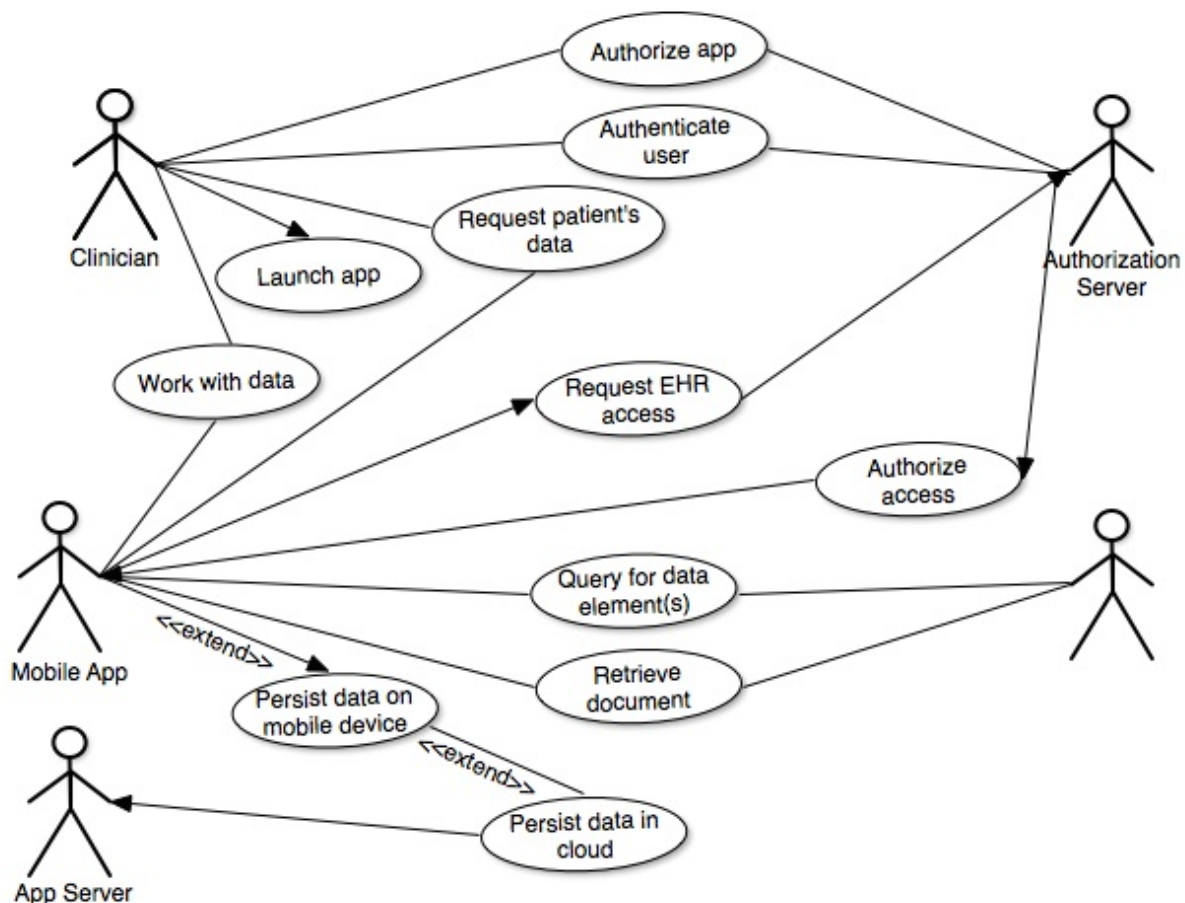 Authorize app
Authenticate
user
Request patient's
data
Clinician
Launch app
Authorization
Server
Work with data
Request EHR
access
Authorize
access
Query for data
element(s)
<<extend>>
Mobile App
Retrieve
document
Persist data on
mobile device
<<extend>>
Persist data in
cloud
App Server